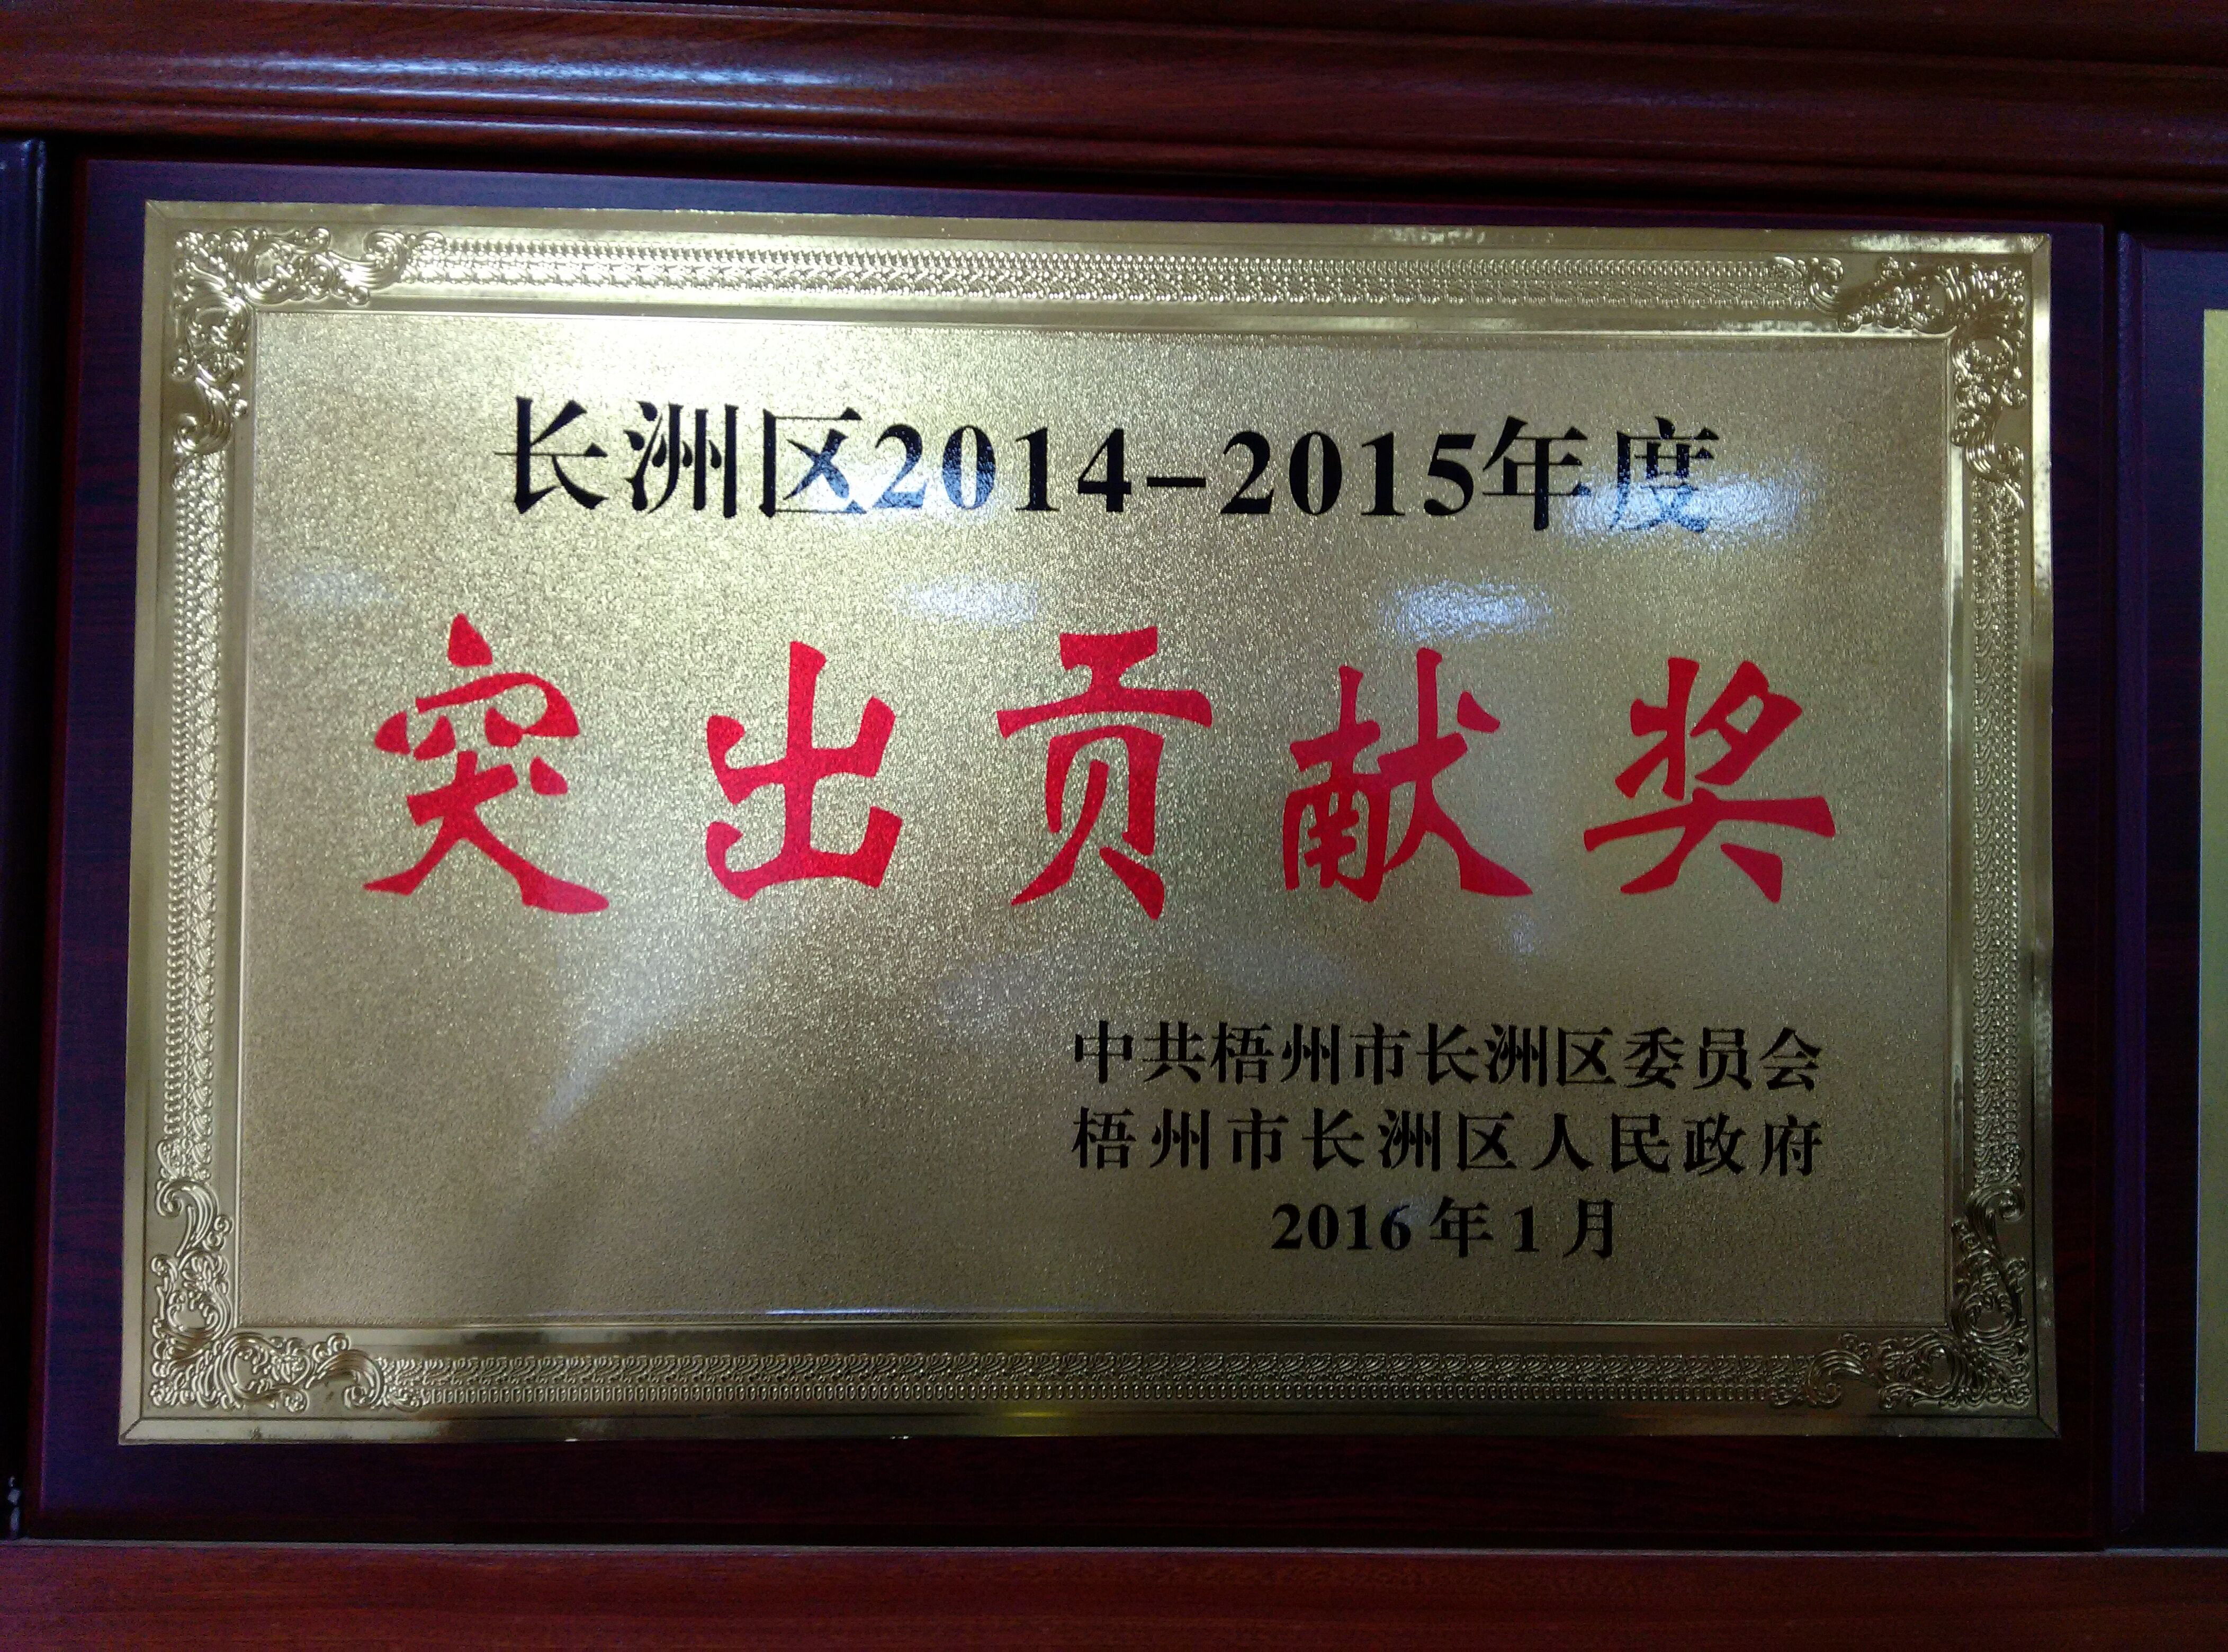 长洲区2014-2015年度
突出贡献奖
中共梧州市长洲区委员会
梧州市长洲区人民政府
2016年1月